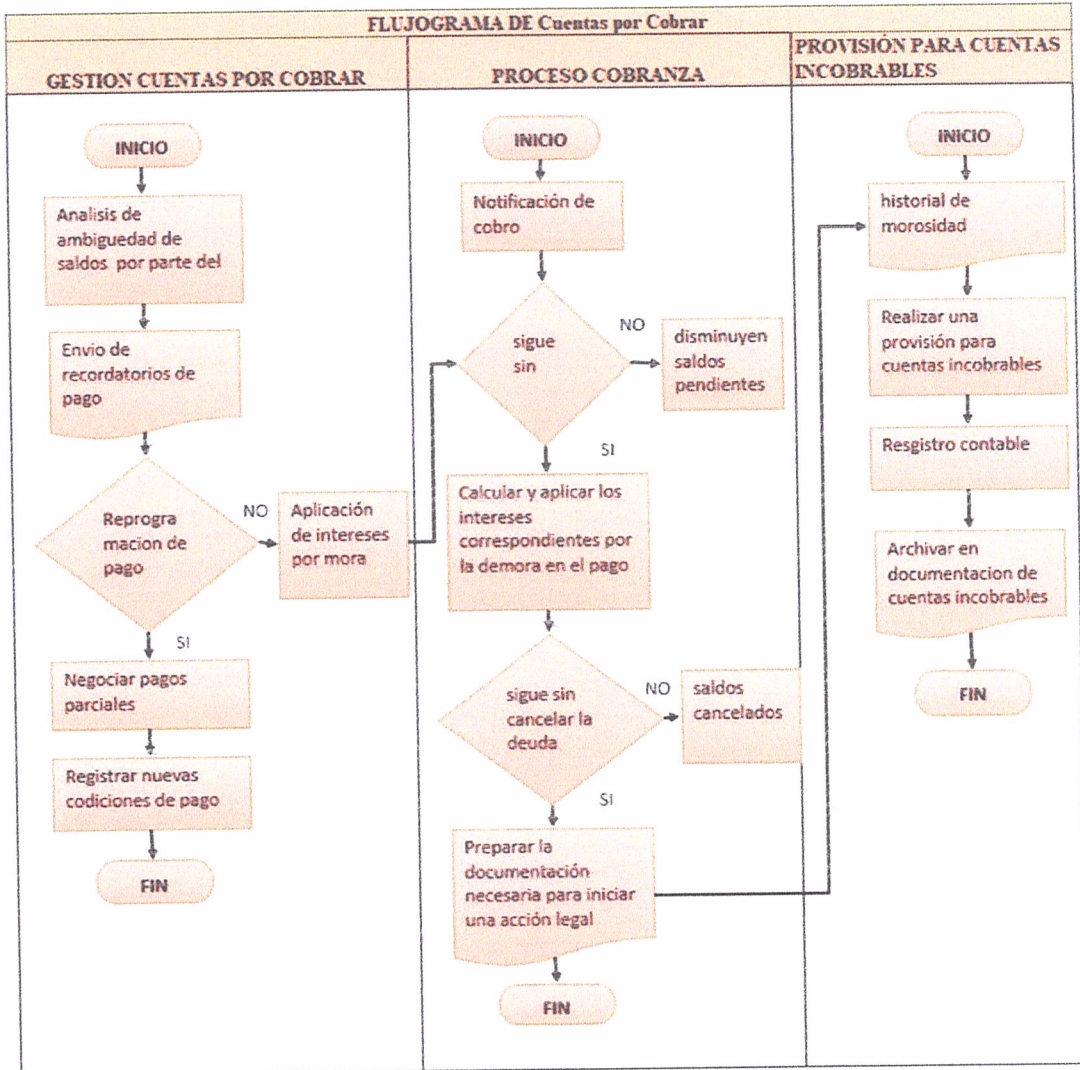 FLUJOGRAMA DE Cuentas por Cobrar
GESTION CUENTAS POR COBRAR
PROCESO COBRANZA
PROVISIÓN PARA CUENTAS
INCOBRABLES
INICIO
Analisis de
ambiguedad de
saldos por parte del
Envio de
recordatorios de
pago
Reprogra
macion de
pago
NO
Aplicación
de intereses
por mora
SI
Negociar pagos
parciales
Registrar nuevas
codiciones de pago
FIN
INICIO
Notificación de
cobro
sigue
sin
NO
disminuyen
saldos
pendientes
SI
Calcular y aplicar los
intereses
correspondientes por
la demora en el pago
sigue sin
cancelar la
deuda
NO
saldos
cancelados
SI
Preparar la
documentación
necesaria para iniciar
una acción legal
FIN
INICIO
historial de
morosidad
Realizar una
provisión para
cuentas incobrables
Resgistro contable
Archivar en
documentacion de
cuentas incobrables
FIN